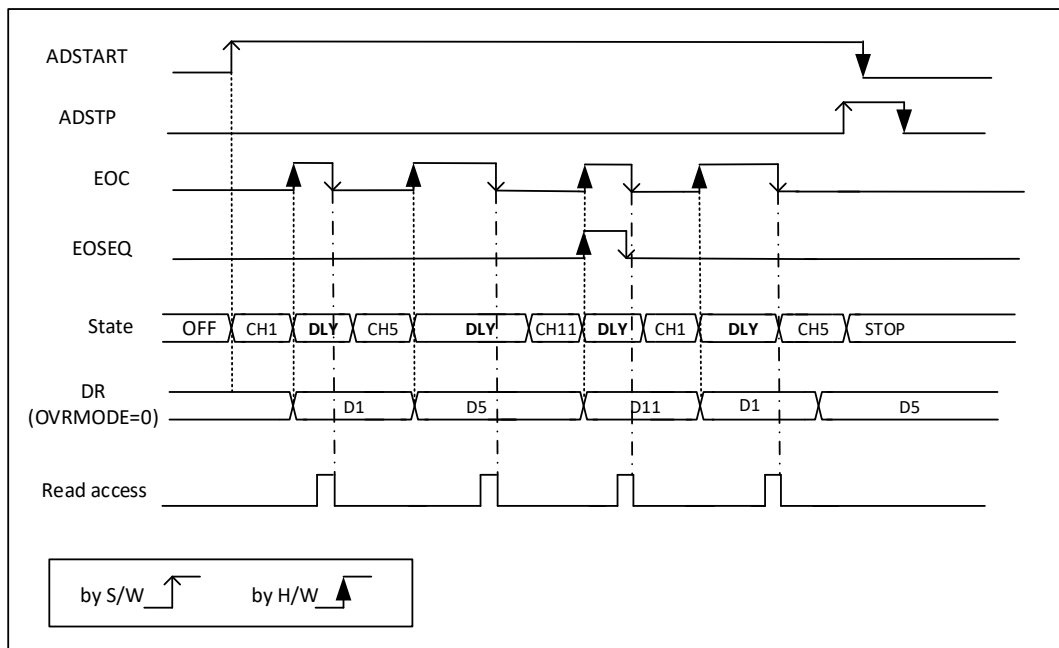 ADSTART
ADSTP
EOC
EOSEQ
State OFF CH1 DLY CH5 DLY CH11 DLY CH1 DLY CH5 STOP
DR
(OVRMODE=0)
D1 D5 D11 D1 D5
Read access
by S/W by H/W